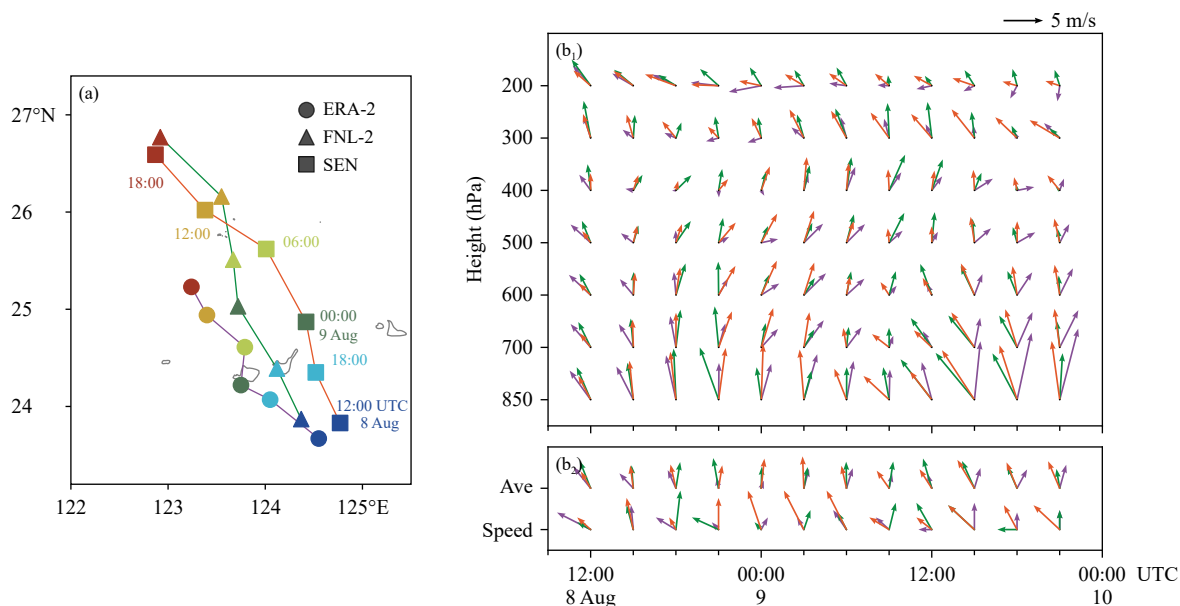 5 m/s
(a)
27°N
26
25
24
122
123
124
125°E
ERA-2
FNL-2
SEN
18:00
12:00
06:00
00:00
9 Aug
18:00
12:00 UTC
8 Aug
(b₁)
200
300
400
500
600
700
850
Height (hPa)
(b₂)
Ave
Speed
12:00
00:00
12:00
00:00
UTC
8 Aug
9
10